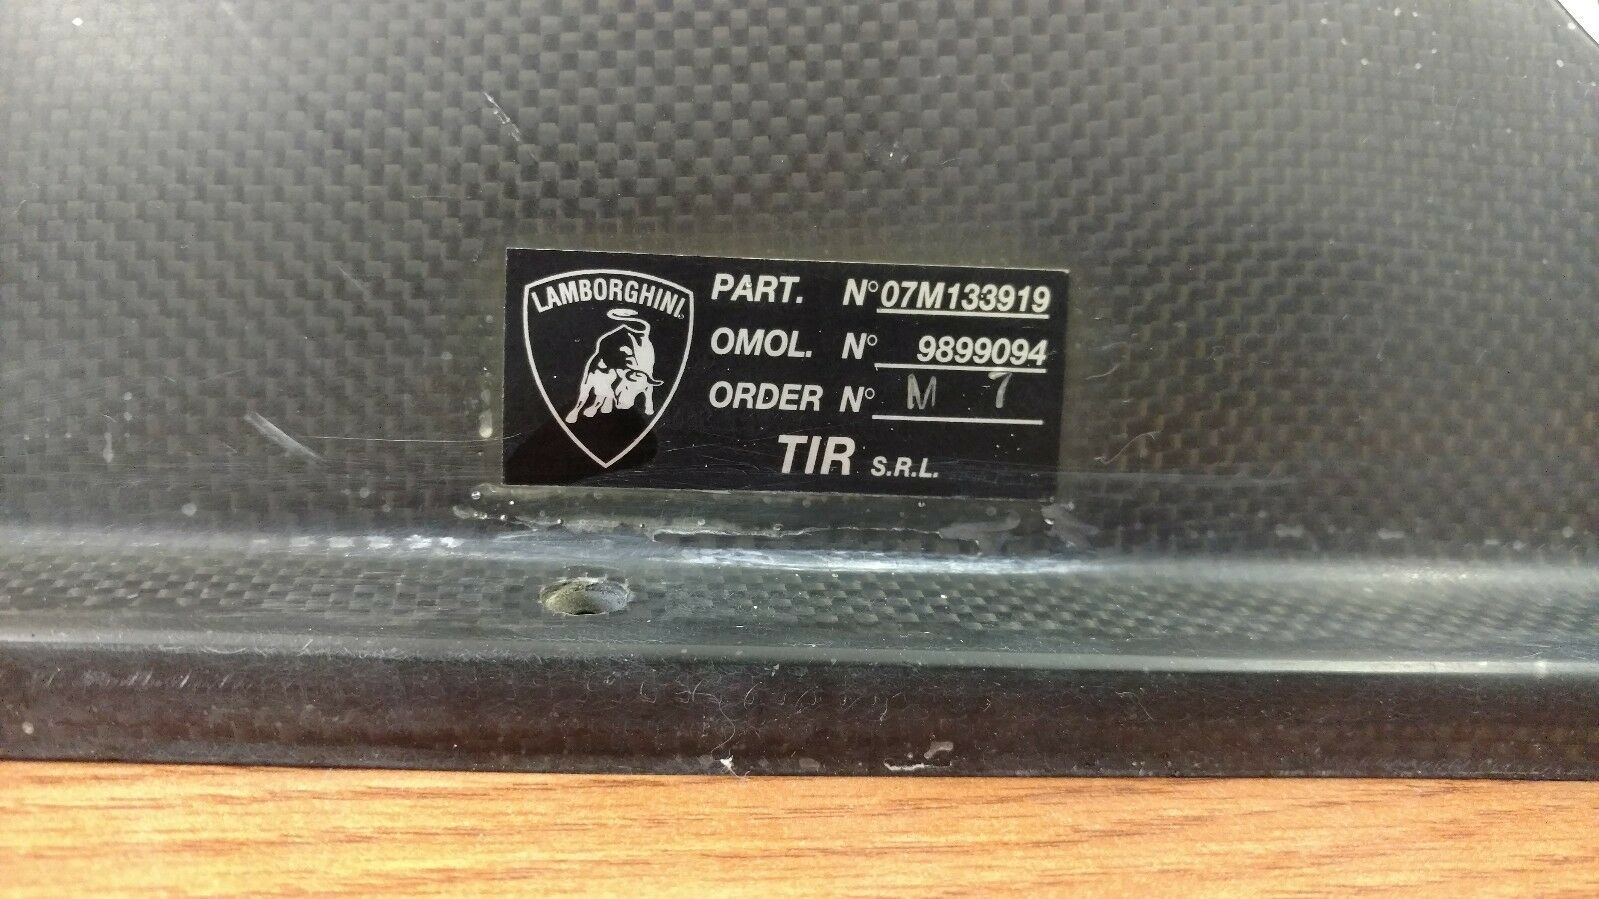 LAMBORGHINI
PART. N° 07M133919
OMOL. N° 9899094
ORDER N° M 7
TIR S.R.L.